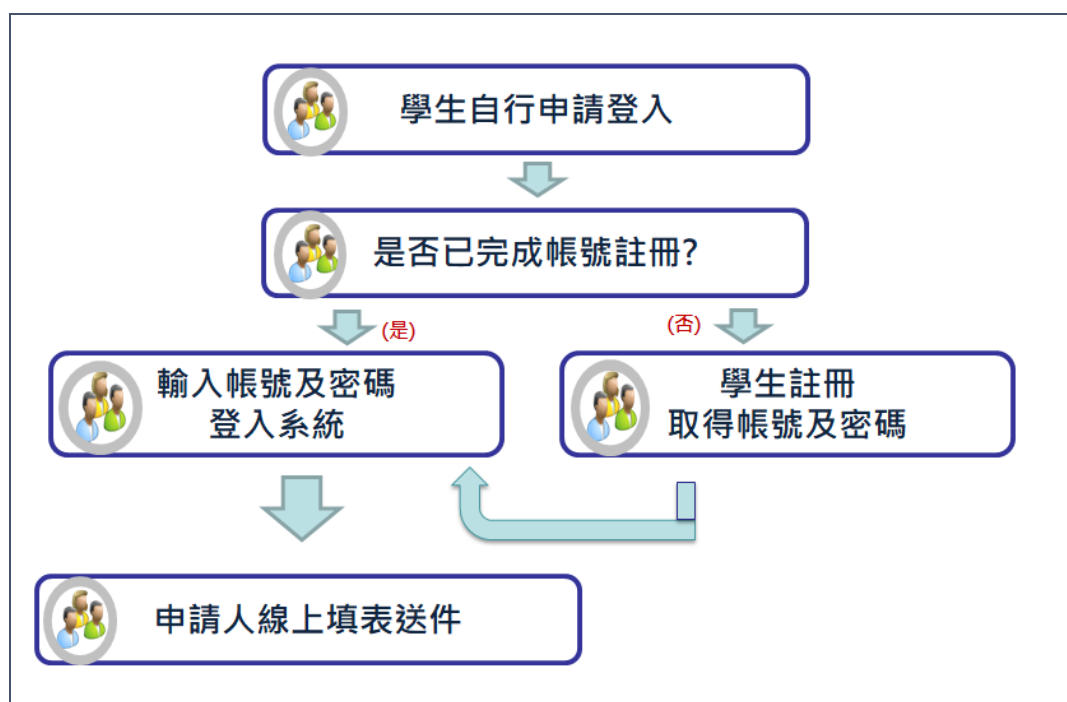 學生自行申請登入
是否已完成帳號註冊?
(是)
(否)
輸入帳號及密碼
登入系統
學生註冊
取得帳號及密碼
申請人線上填表送件